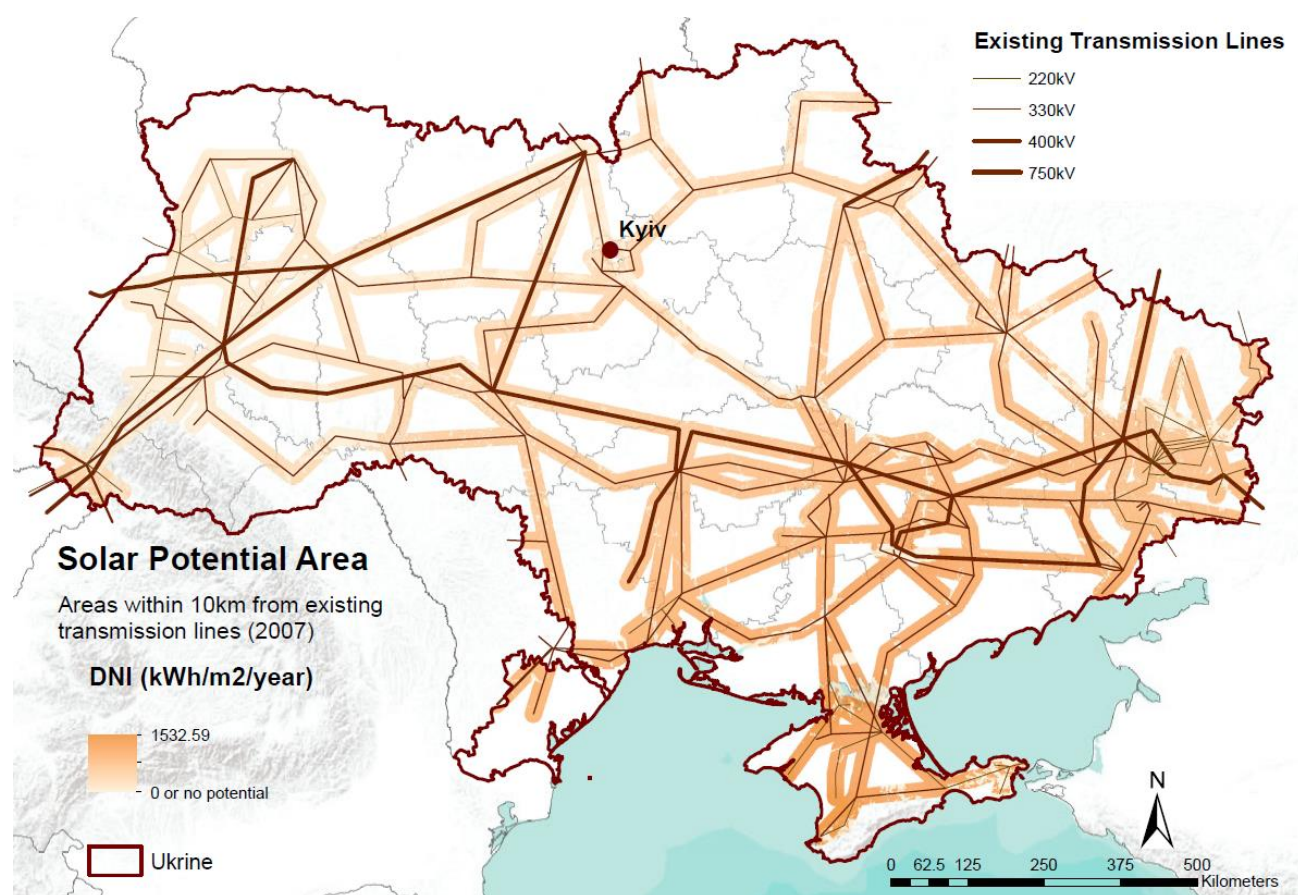 Existing Transmission Lines
220kV
330kV
400kV
750kV
Kyiv
Solar Potential Area
Areas within 10km from existing
transmission lines (2007)
DNI (kWh/m2/year)
1532.59
0 or no potential
Ukrine
N
0 62.5 125 250 375 500
Kilometers